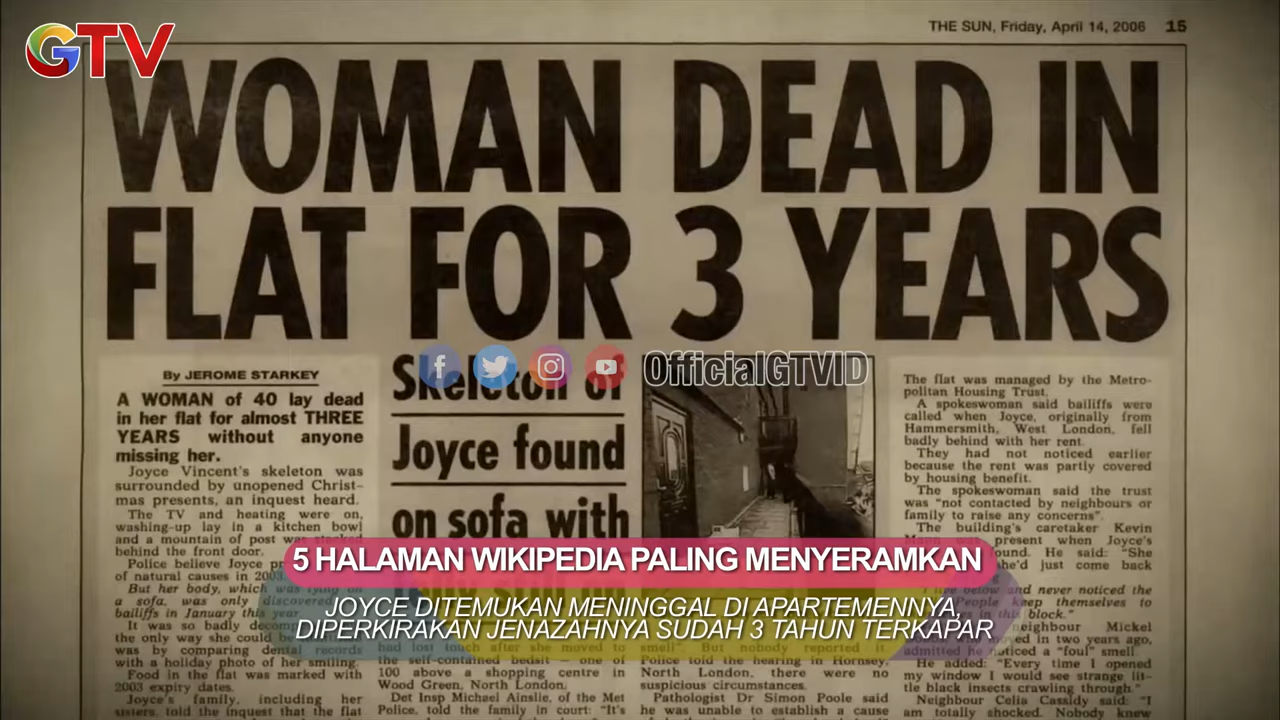 GTV
THE SUN, Friday, April 14, 2006 15
WOMAN DEAD IN
FLAT FOR 3 YEARS
By JEROME STARKEY
A WOMAN of 40 lay dead
in her flat for almost THREE
YEARS without anyone
missing her.
Joyce Vincent's skeleton was
surrounded by unopened Christ-
mas presents, an inquest heard.
The TV and heating were on,
washing-up lay in a kitchen bowl
and a mountain of post was stacked
behind the front door.
Police believe Joyce
of natural causes in 2003.
But her body, which was lying on
a sofa, was only discovered
bailiffs in January this year.
It was so badly
the only way she could
was by comparing dental records
with a holiday photo of her smiling.
Food in the flat was marked with
2003 expiry dates.
Joyce's family, including her
sisters, told the inquest that the flat
Skeleton of
Joyce found
on sofa with
OfficialGTVID
had lost touch after she moved to
the self-contained bedsit – one of
100 above a shopping centre in
Wood Green, North London.
Det Insp Michael Ainslie, of the Met
Police, told the family in court: "It's
smell". But nobody reported it
Police told the hearing in Hornsey,
North London, there were no
suspicious circumstances.
Pathologist Dr Simon Poole said
he was unable to establish a cause
The flat was managed by the Metro-
politan Housing Trust.
A spokeswoman said bailiffs were
called when Joyce, originally from
Hammersmith, West London, fell
badly behind with her rent.
They had not noticed earlier
because the rent was partly covered
by housing benefit.
The spokeswoman said the trust
was "not contacted by neighbours or
family to raise any concerns".
The building's caretaker Kevin
was present when Joyce's
found. He said: "She
she'd just come back
below and never noticed the
People keep themselves to
in this block."
neighbour Mickel
moved in two years ago,
admitted he noticed a "foul" smell.
He added: "Every time I opened
my window I would see strange lit-
tle black insects crawling through."
Neighbour Celia Cassidy said: "I
am totally shocked. Nobody knew
5 HALAMAN WIKIPEDIA PALING MENYERAMKAN
JOYCE DITEMUKAN MENINGGAL DI APARTEMENNYA,
DIPERKIRAKAN JENAZAHNYA SUDAH 3 TAHUN TERKAPAR